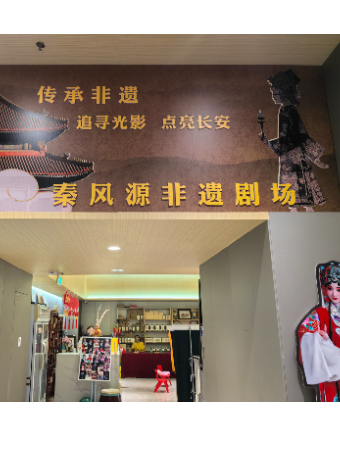 传承非遗
追寻光影 点亮长安
秦风源非遗剧场